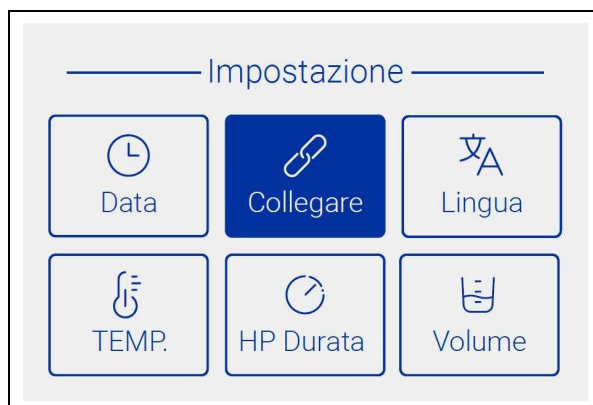 Impostazione
Data
Collegare
Lingua
TEMP.
HP Durata
Volume